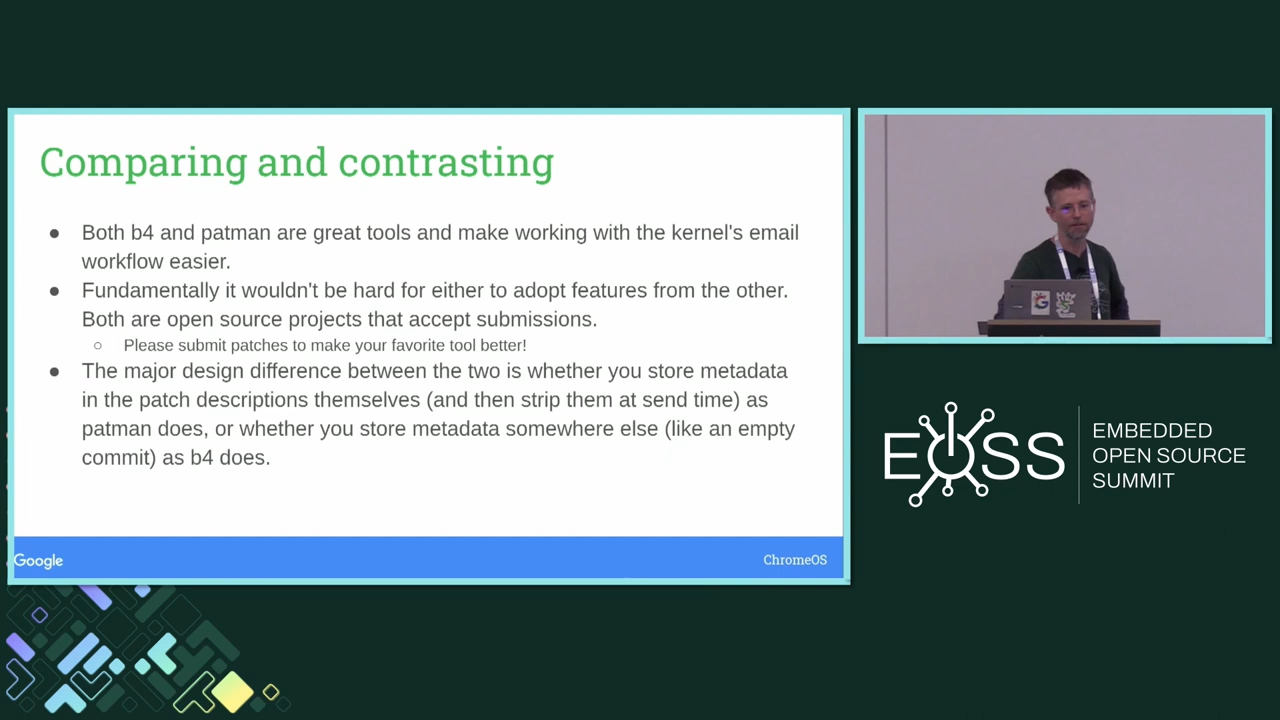 Comparing and contrasting
● Both b4 and patman are great tools and make working with the kernel's email
workflow easier.
● Fundamentally it wouldn't be hard for either to adopt features from the other.
Both are open source projects that accept submissions.
○ Please submit patches to make your favorite tool better!
● The major design difference between the two is whether you store metadata
in the patch descriptions themselves (and then strip them at send time) as
patman does, or whether you store metadata somewhere else (like an empty
commit) as b4 does.
Google
ChromeOS
EOSS
EMBEDDED
OPEN SOURCE
SUMMIT